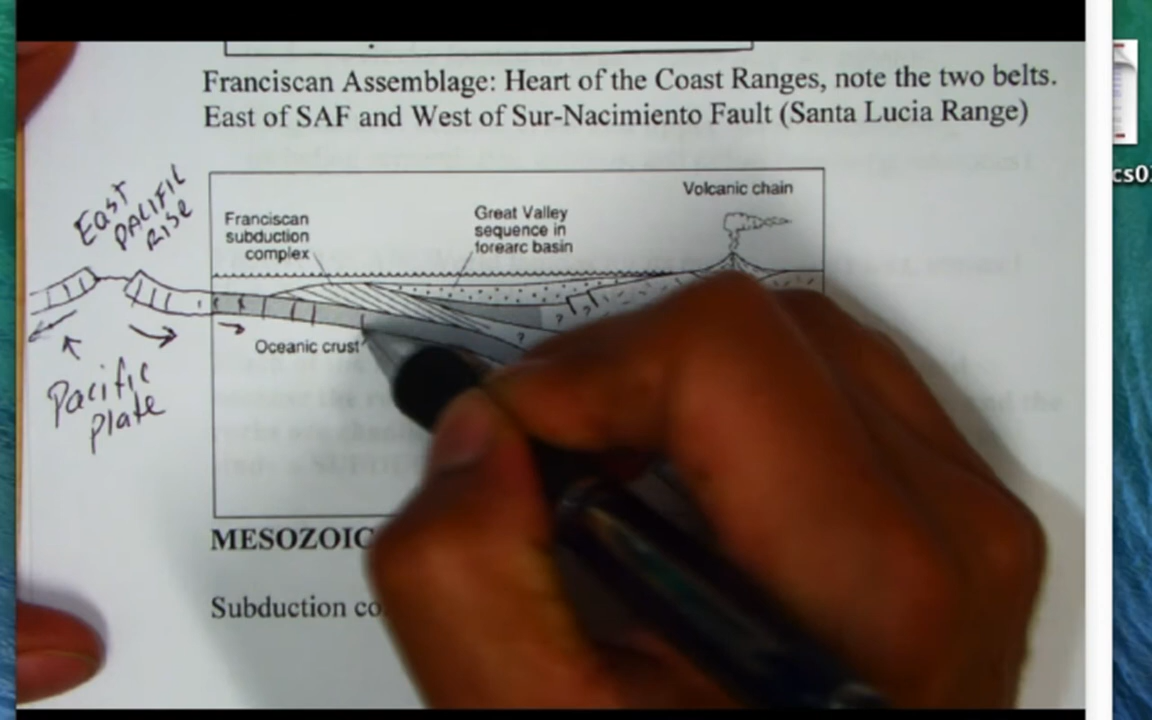 Franciscan Assemblage: Heart of the Coast Ranges, note the two belts.
East of SAF and West of Sur-Nacimiento Fault (Santa Lucia Range)
East
PACIFIC
RISE
Volcanic chain
Franciscan
subduction
complex
Great Valley
sequence in
forearc basin
? ?
?
Oceanic crust
Pacific
plate
MESOZOIC
Subduction co
cs0